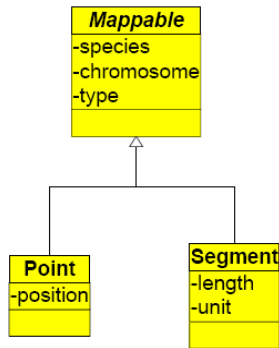 Mappable
-species
-chromosome
-type
Point
-position
Segment
-length
-unit